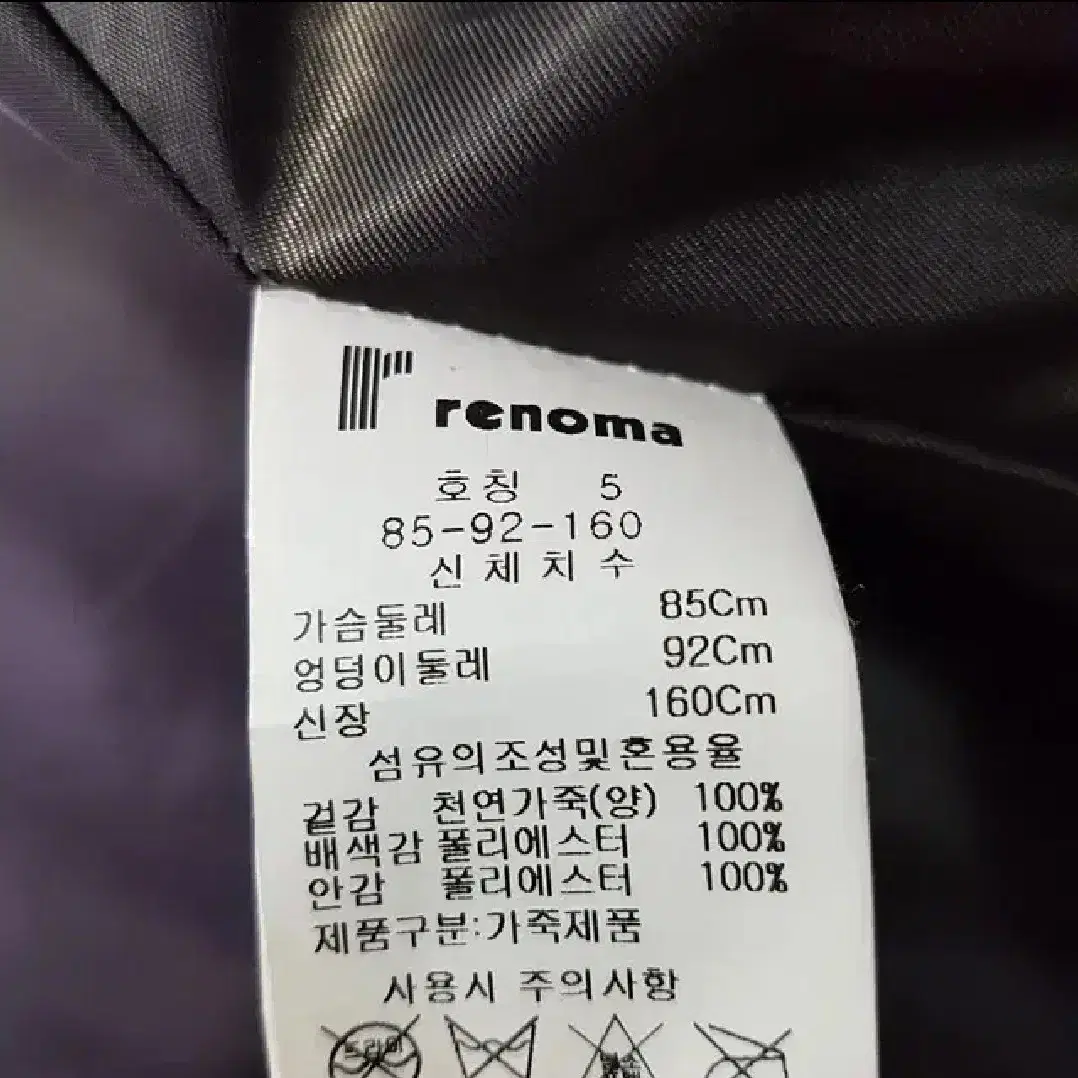 renoma
호칭 5
85-92-160
신체치수
가슴둘레 85Cm
엉덩이둘레 92Cm
신장 160Cm
섬유의조성및혼용율
겉감 천연가죽(양) 100%
배색감 폴리에스터 100%
안감 폴리에스터 100%
제품구분:가죽제품
사용시 주의사항
드라이